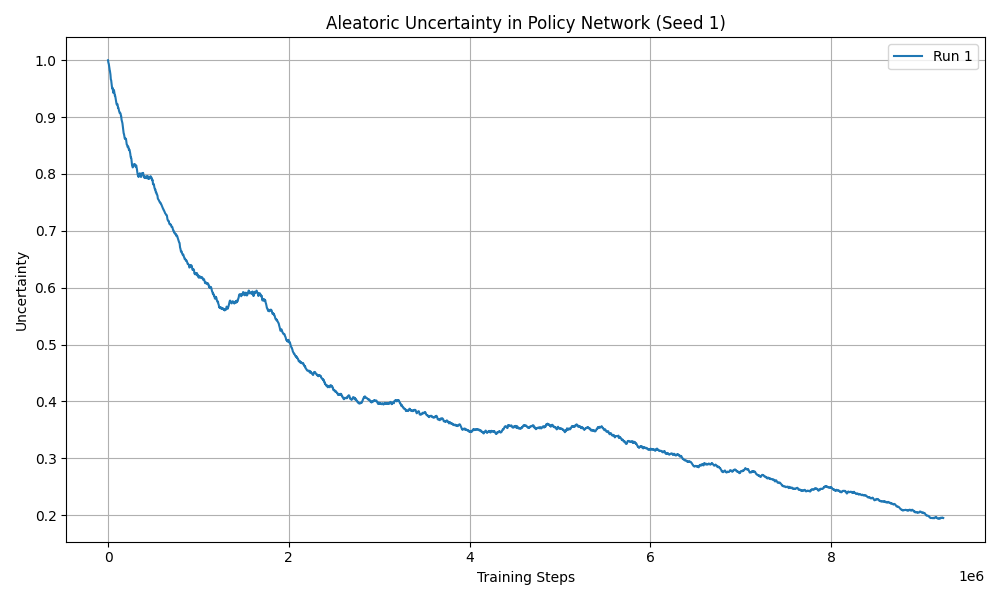 Aleatoric Uncertainty in Policy Network (Seed 1)
Run 1
1.0
0.9
0.8
0.7
0.6
0.5
0.4
0.3
0.2
Uncertainty
0
2
4
6
8
1e6
Training Steps